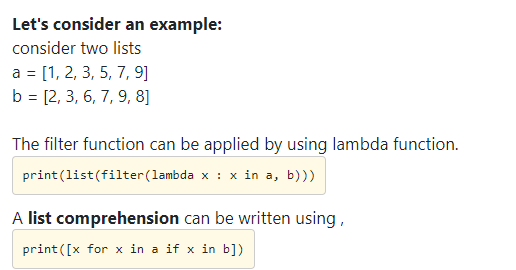 Let's consider an example:
consider two lists
a = [1, 2, 3, 5, 7, 9]
b = [2, 3, 6, 7, 9, 8]
The filter function can be applied by using lambda function.
print(list(filter(lambda x : x in a, b)))
A list comprehension can be written using ,
print([x for x in a if x in b])